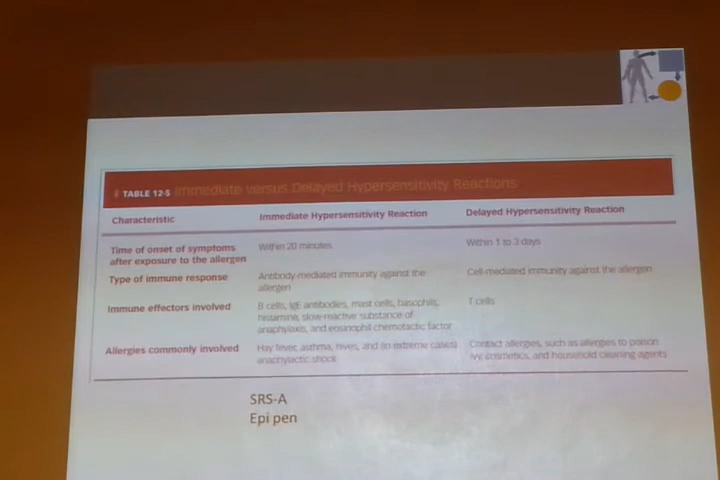 TABLE 12-5 Immediate versus Delayed Hypersensitivity Reactions
Characteristic Immediate Hypersensitivity Reaction Delayed Hypersensitivity Reaction
Time of onset of symptoms Within 20 minutes Within 1 to 3 days
after exposure to the allergen
Type of immune response Antibody-mediated immunity against the Cell-mediated immunity against the allergen
allergen
Immune effectors involved B cells, IgE antibodies, mast cells, basophils, T cells
histamine, slow-reactive substance of
anaphylaxis, and eosinophil chemotactic factor
Allergies commonly involved Hay fever, asthma, hives, and (in extreme cases) Contact allergies, such as allergies to poison
anaphylactic shock ivy, cosmetics, and household cleaning agents
SRS-A
Epi pen